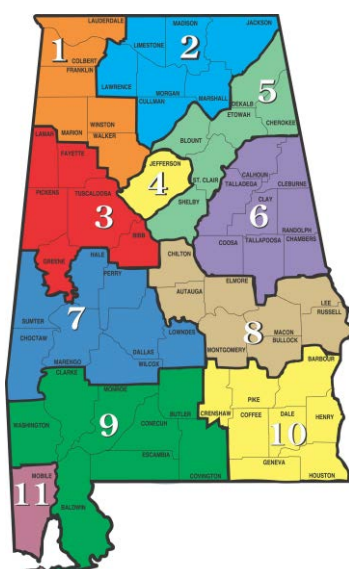 LAUDERDALE
MADISON
JACKSON
1
LIMESTONE
2
COLBERT
FRANKLIN
LAWRENCE
MORGAN
MARSHALL
5
CULLMAN
DEKALB
ETOWAH
CHEROKEE
MARION
WINSTON
WALKER
LAMAR
BLOUNT
FAYETTE
JEFFERSON
4
ST. CLAIR
CALHOUN
CLEBURNE
TALLADEGA
PICKENS
TUSCALOOSA
3
SHELBY
CLAY
6
RANDOLPH
BIBB
COOSA
TALLAPOOSA
CHAMBERS
GREENE
HALE
PERRY
CHILTON
ELMORE
LEE
RUSSELL
AUTAUGA
7
8
SUMTER
CHOCTAW
LOWNDES
MACON
BULLOCK
MONTGOMERY
DALLAS
MARENGO
WILCOX
BARBOUR
CLARKE
MONROE
PIKE
BUTLER
CRENSHAW
9
CONECUH
COFFEE
DALE
HENRY
WASHINGTON
10
ESCAMBIA
GENEVA
MOBILE
COVINGTON
HOUSTON
11
BALDWIN